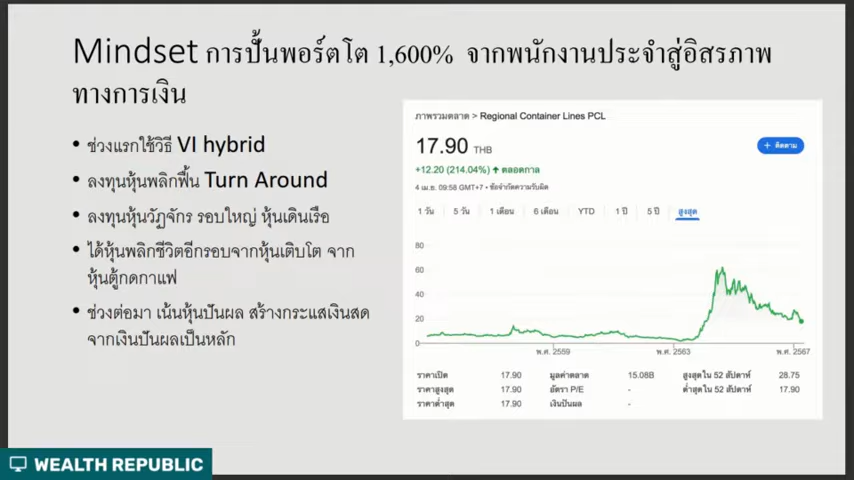 Mindset การปั้นพอร์ตโต 1,600% จากพนักงานประจำสู่อิสรภาพ
ทางการเงิน
• ช่วงแรกใช้วิธี VI hybrid
• ลงทุนหุ้นพลิกฟื้น Turn Around
• ลงทุนหุ้นวัฏจักร รอบใหญ่ หุ้นเดินเรือ
• ได้หุ้นพลิกชีวิตอีกรอบจากหุ้นเติบโต จาก
หุ้นตู้กดกาแฟ
• ช่วงต่อมา เน้นหุ้นปันผล สร้างกระแสเงินสด
จากเงินปันผลเป็นหลัก
ภาพรวมตลาด > Regional Container Lines PCL
17.90 THB
+ ติดตาม
+12.20 (214.04%) ↑ ตลอดกาล
4 เม.ย. 09:58 GMT+7 • ข้อจำกัดความรับผิด
1 วัน 5 วัน 1 เดือน 6 เดือน YTD 1 ปี 5 ปี สูงสุด
80
60
40
20
0
พ.ศ. 2559 พ.ศ. 2563 พ.ศ. 2567
ราคาเปิด 17.90 มูลค่าตลาด 15.08B สูงสุดใน 52 สัปดาห์ 28.75
ราคาสูงสุด 17.90 อัตรา P/E - ต่ำสุดใน 52 สัปดาห์ 17.90
ราคาต่ำสุด 17.90 เงินปันผล -
WEALTH REPUBLIC